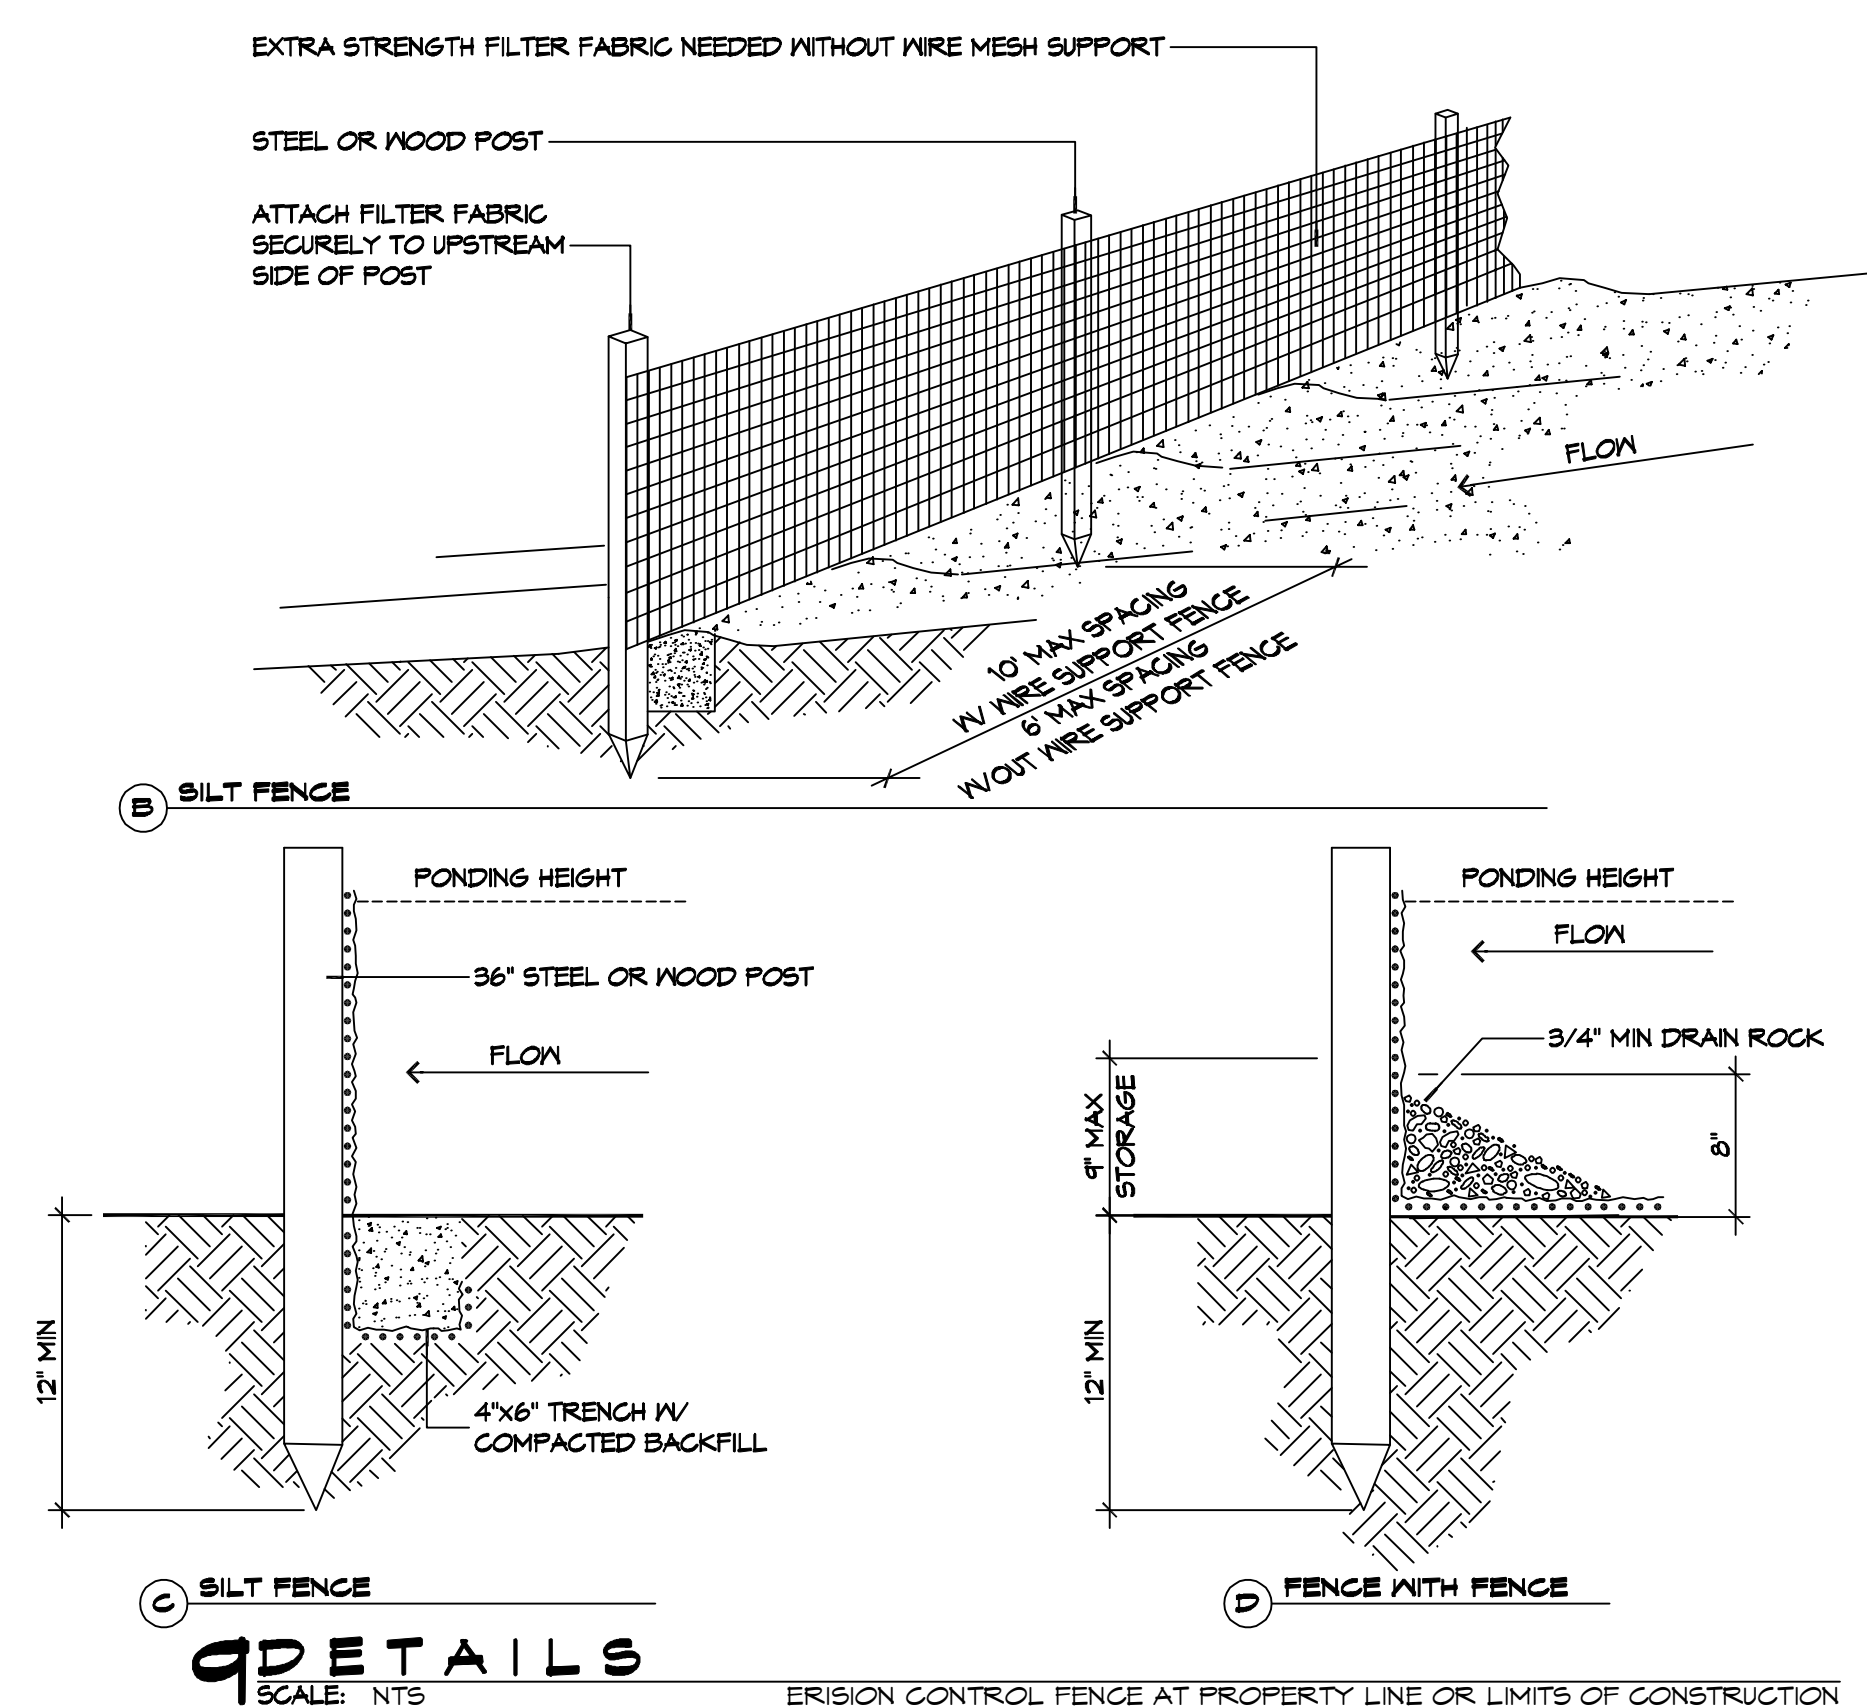 EXTRA STRENGTH FILTER FABRIC NEEDED WITHOUT WIRE MESH SUPPORT
STEEL OR WOOD POST
ATTACH FILTER FABRIC
SECURELY TO UPSTREAM
SIDE OF POST
FLOW
10' MAX SPACING
W/ WIRE SUPPORT FENCE
6' MAX SPACING
W/OUT WIRE SUPPORT FENCE
B SILT FENCE
PONDING HEIGHT
36" STEEL OR WOOD POST
FLOW
12" MIN
4"X6" TRENCH W/
COMPACTED BACKFILL
C SILT FENCE
PONDING HEIGHT
FLOW
3/4" MIN DRAIN ROCK
9" MAX
STORAGE
8"
12" MIN
D FENCE WITH FENCE
9 DETAILS
SCALE: NTS
ERISION CONTROL FENCE AT PROPERTY LINE OR LIMITS OF CONSTRUCTION